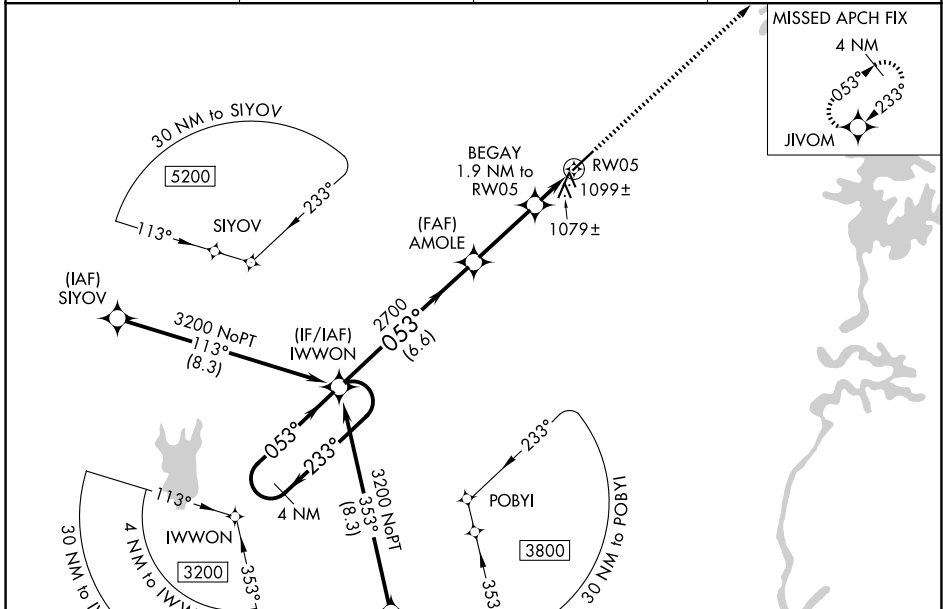 MISSED APCH FIX
4 NM
053°
233°
JIVOM
30 NM to SIYOV
5200
233°
113°
SIYOV
BEGAY
1.9 NM to
RW05
RW05
1099±
1079±
(FAF)
AMOLE
(IAF)
SIYOV
3200 NoPT
113°
(8.3)
(IF/IAF)
IWWON
2700
053°
(6.6)
053°
233°
4 NM
3200 NoPT
353°
(8.3)
113°
IWWON
3200
353°
30 NM to
4 NM to
233°
POBYI
3800
353
30 NM to POBYI